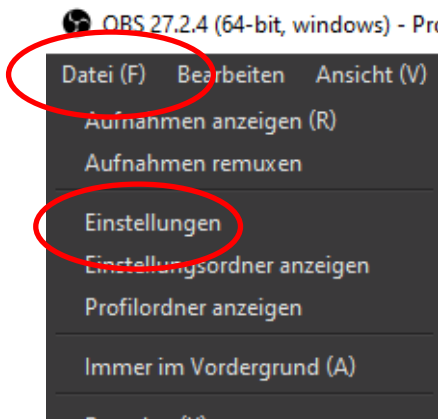 OBS 27.2.4 (64-bit, windows) - Pro
Datei (F) Bearbeiten Ansicht (V)
Aufnahmen anzeigen (R)
Aufnahmen remuxen
Einstellungen
Einstellungsordner anzeigen
Profilordner anzeigen
Immer im Vordergrund (A)